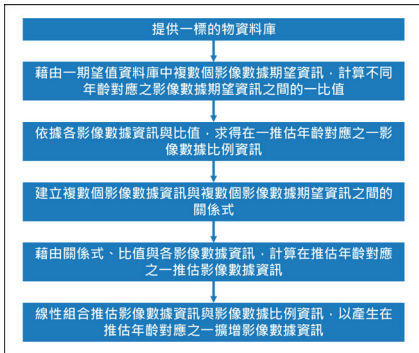 提供一標的物資料庫
藉由一期望值資料庫中複數個影像數據期望資訊，計算不同
年齡對應之影像數據期望資訊之間的一比值
依據各影像數據資訊與比值，求得在一推估年齡對應之一影
像數據比例資訊
建立複數個影像數據資訊與複數個影像數據期望資訊之間的
關係式
藉由關係式、比值與各影像數據資訊，計算在推估年齡對應
之一推估影像數據資訊
線性組合推估影像數據資訊與影像數據比例資訊，以產生在
推估年齡對應之一擴增影像數據資訊